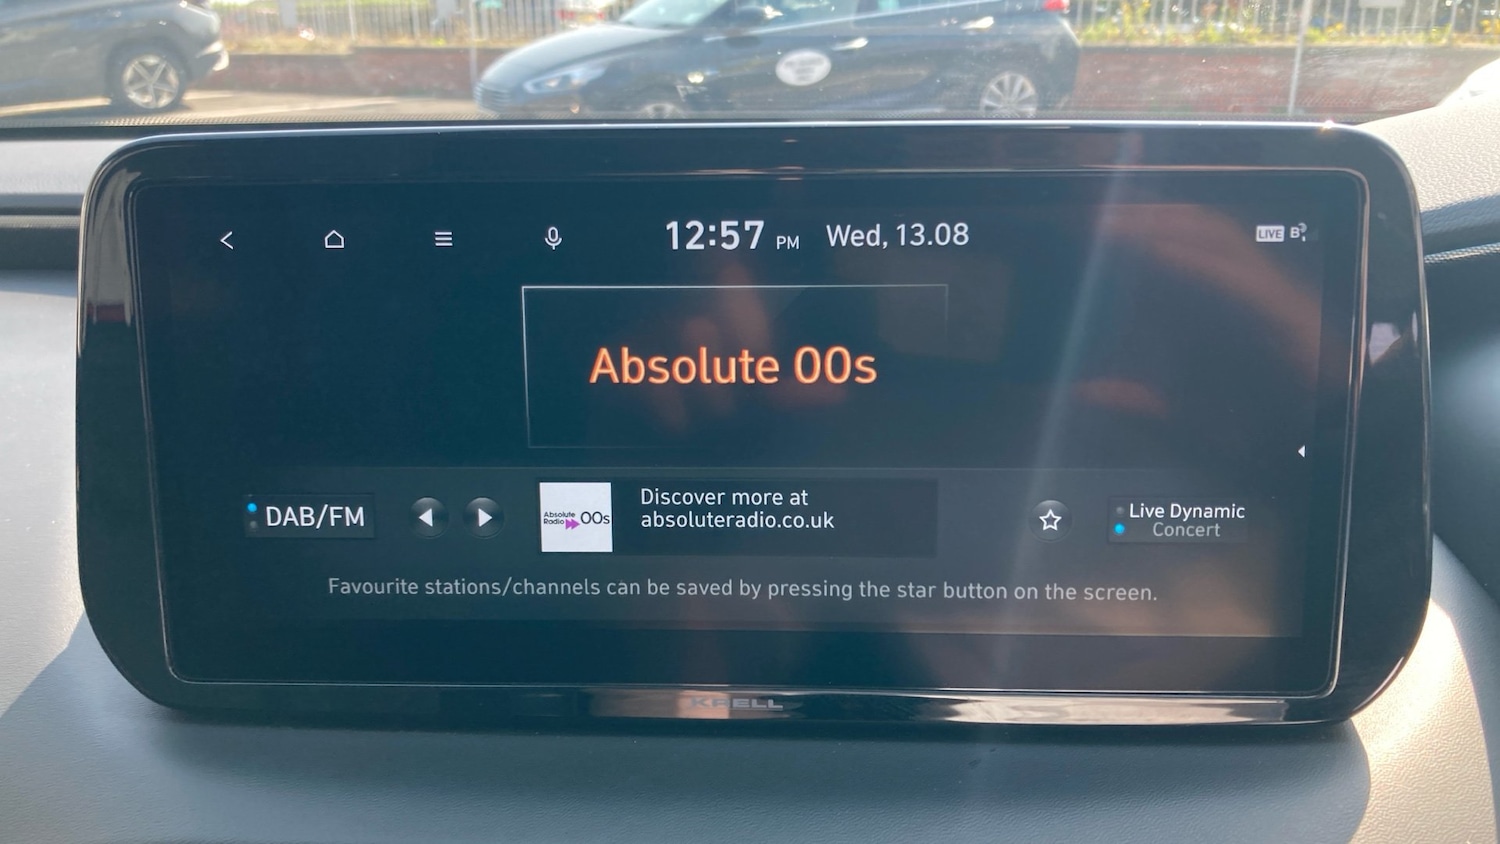 12:57 PM Wed, 13.08
LIVE B
Absolute 00s
DAB/FM
Absolute
Radio 00s
Discover more at
absoluteradio.co.uk
Live Dynamic
Concert
Favourite stations/channels can be saved by pressing the star button on the screen.
KRELL